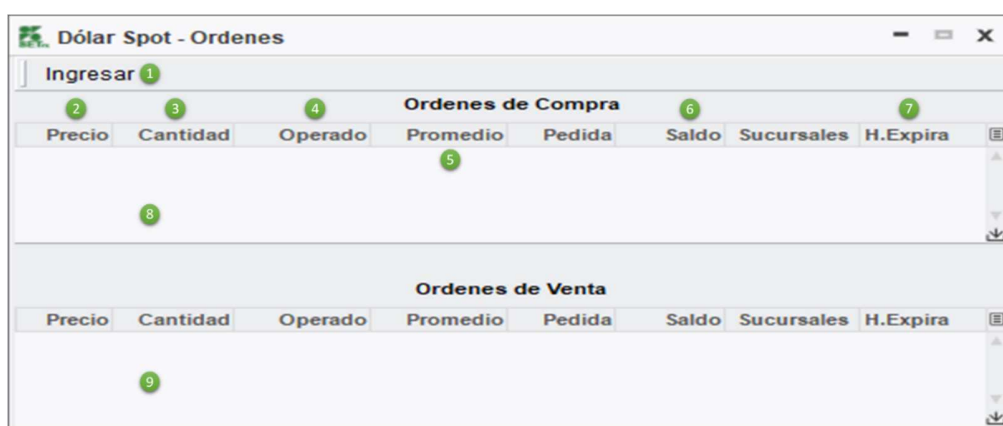 Dólar Spot - Ordenes
Ingresar 1
2 3 4 Ordenes de Compra 6 7
Precio Cantidad Operado Promedio Pedida Saldo Sucursales H.Expira
5
8
Ordenes de Venta
Precio Cantidad Operado Promedio Pedida Saldo Sucursales H.Expira
9